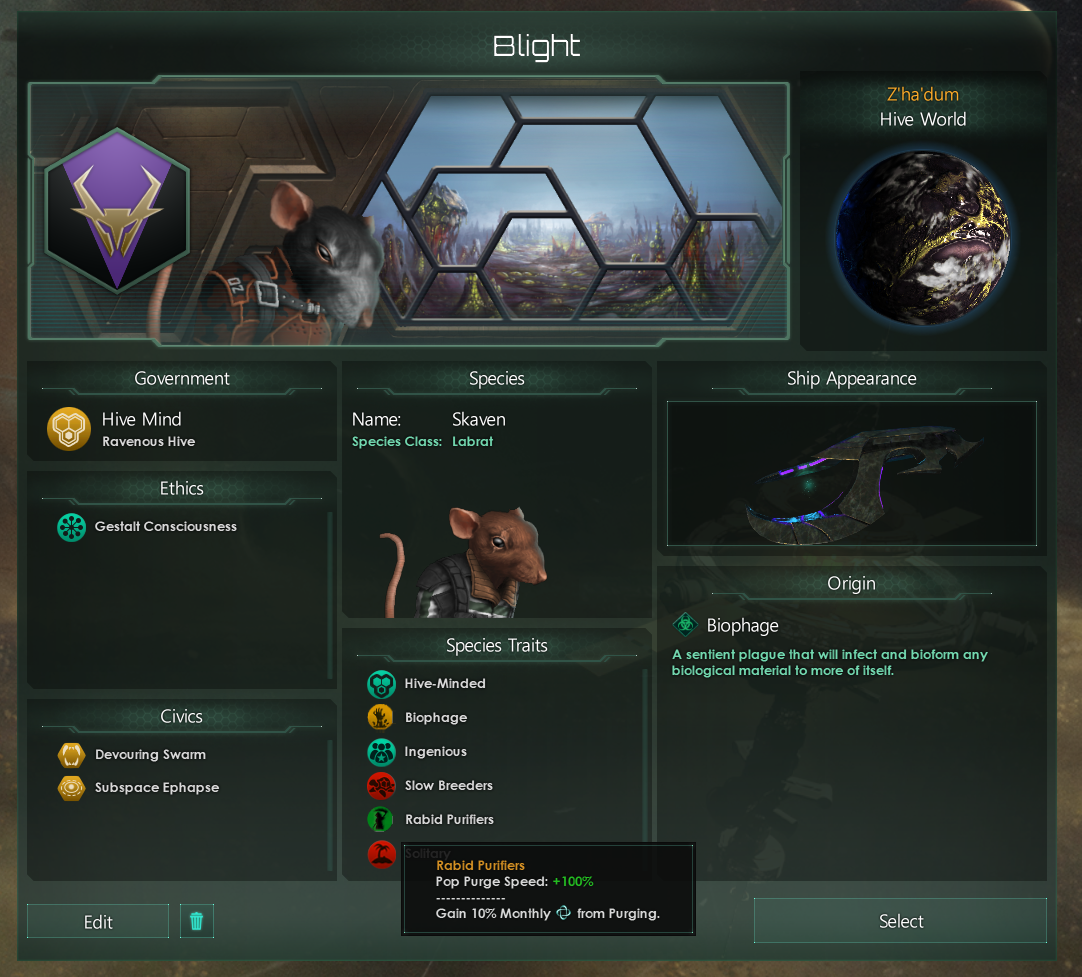 Blight
Z'ha'dum
Hive World
Government
Hive Mind
Ravenous Hive
Ethics
Gestalt Consciousness
Civics
Devouring Swarm
Subspace Ephapse
Species
Name: Skaven
Species Class: Labrat
Species Traits
Hive-Minded
Biophage
Ingenious
Slow Breeders
Rabid Purifiers
Solitary
Rabid Purifiers
Pop Purge Speed: +100%
--------------
Gain 10% Monthly from Purging.
Ship Appearance
Origin
Biophage
A sentient plague that will infect and bioform any
biological material to more of itself.
Edit
Select